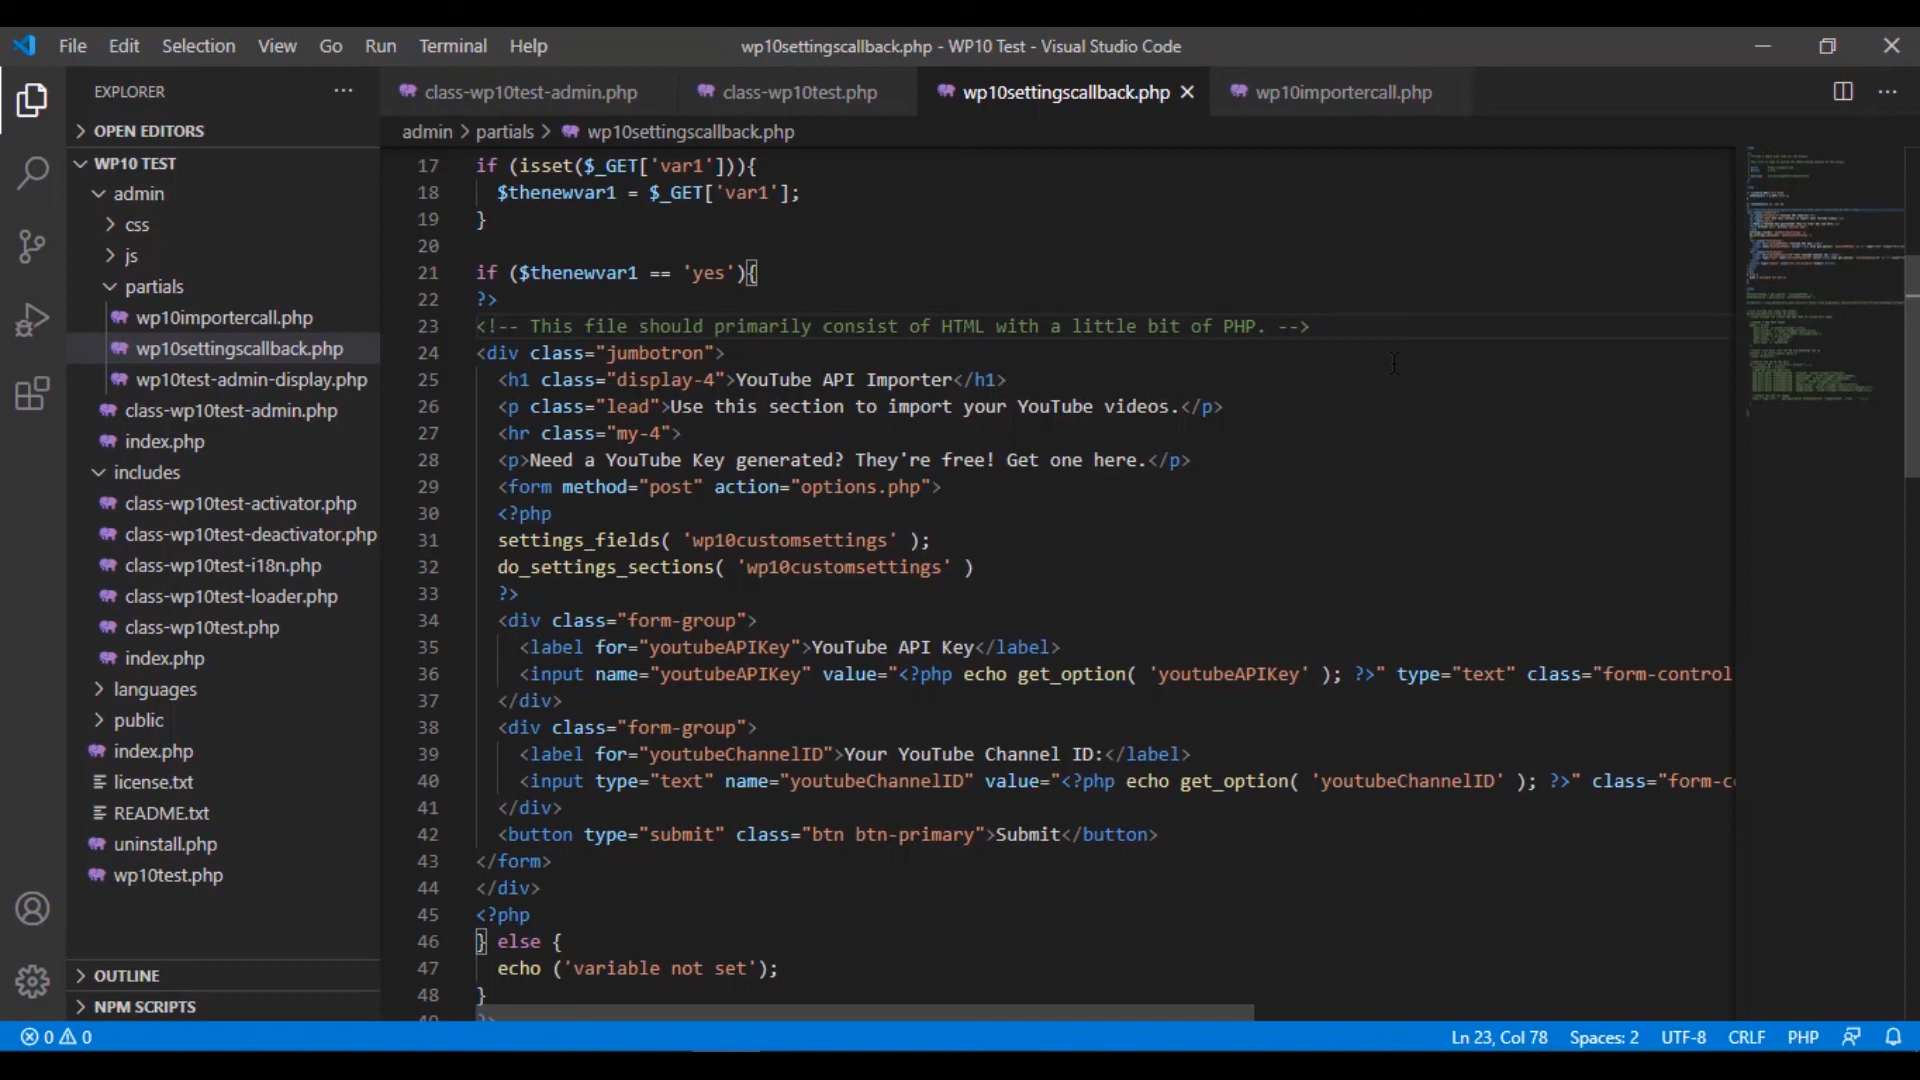 File Edit Selection View Go Run Terminal Help
wp10settingscallback.php - WP10 Test - Visual Studio Code
EXPLORER
class-wp10test-admin.php
class-wp10test.php
wp10settingscallback.php
wp10importercall.php
OPEN EDITORS
WP10 TEST
admin
css
js
partials
wp10importercall.php
wp10settingscallback.php
wp10test-admin-display.php
class-wp10test-admin.php
index.php
includes
class-wp10test-activator.php
class-wp10test-deactivator.php
class-wp10test-i18n.php
class-wp10test-loader.php
class-wp10test.php
index.php
languages
public
index.php
license.txt
README.txt
uninstall.php
wp10test.php
OUTLINE
NPM SCRIPTS
admin > partials > wp10settingscallback.php
17 if (isset($_GET['var1'])){
18 $thenewvar1 = $_GET['var1'];
19 }
20
21 if ($thenewvar1 == 'yes'){
22 ?>
23 <!-- This file should primarily consist of HTML with a little bit of PHP. -->
24 <div class="jumbotron">
25 <h1 class="display-4">YouTube API Importer</h1>
26 <p class="lead">Use this section to import your YouTube videos.</p>
27 <hr class="my-4">
28 <p>Need a YouTube Key generated? They're free! Get one here.</p>
29 <form method="post" action="options.php">
30 <?php
31 settings_fields( 'wp10customsettings' );
32 do_settings_sections( 'wp10customsettings' )
33 ?>
34 <div class="form-group">
35 <label for="youtubeAPIKey">YouTube API Key</label>
36 <input name="youtubeAPIKey" value="<?php echo get_option( 'youtubeAPIKey' ); ?>" type="text" class="form-control
37 </div>
38 <div class="form-group">
39 <label for="youtubeChannelID">Your YouTube Channel ID:</label>
40 <input type="text" name="youtubeChannelID" value="<?php echo get_option( 'youtubeChannelID' ); ?>" class="form-c
41 </div>
42 <button type="submit" class="btn btn-primary">Submit</button>
43 </form>
44 </div>
45 <?php
46 } else {
47 echo ('variable not set');
48 }
49 ?>
0 0
Ln 23, Col 78 Spaces: 2 UTF-8 CRLF PHP